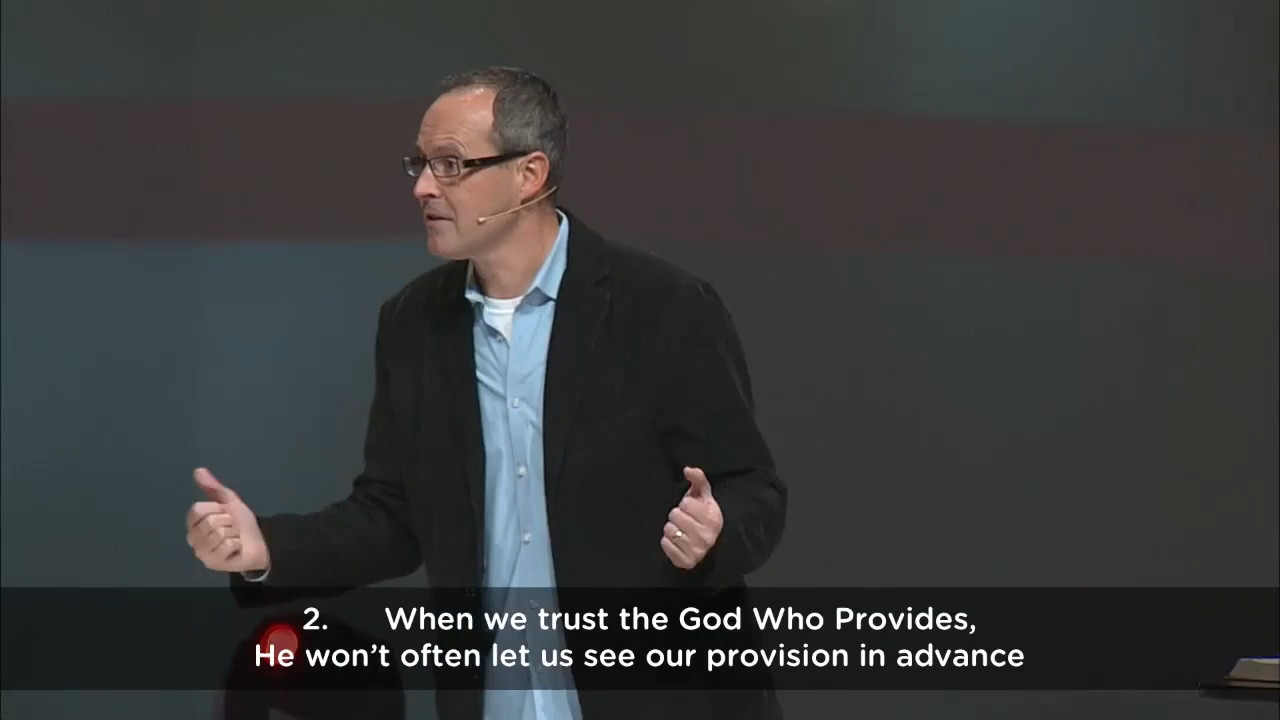 2. When we trust the God Who Provides,
He won't often let us see our provision in advance